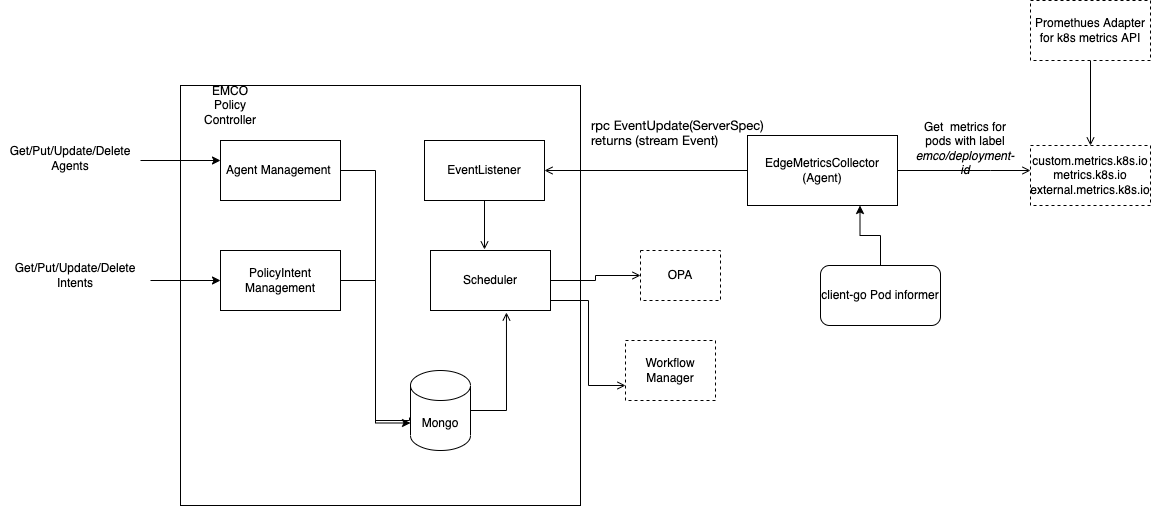 Promethues Adapter
for k8s metrics API
EMCO
Policy
Controller
Get/Put/Update/Delete
Agents
Agent Management
EventListener
rpc EventUpdate(ServerSpec)
returns (stream Event)
EdgeMetricsCollector
(Agent)
Get metrics for
pods with label
emco/deployment-
id
custom.metrics.k8s.io
metrics.k8s.io
external.metrics.k8s.io
Get/Put/Update/Delete
Intents
PolicyIntent
Management
Scheduler
OPA
client-go Pod informer
Workflow
Manager
Mongo